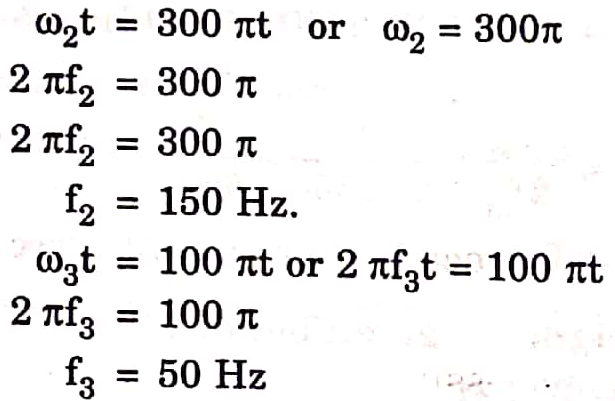 ω₂t = 300 πt or ω₂ = 300π
2 πf₂ = 300 π
2 πf₂ = 300 π
f₂ = 150 Hz.
ω₃t = 100 πt or 2 πf₃t = 100 πt
2 πf₃ = 100 π
f₃ = 50 Hz